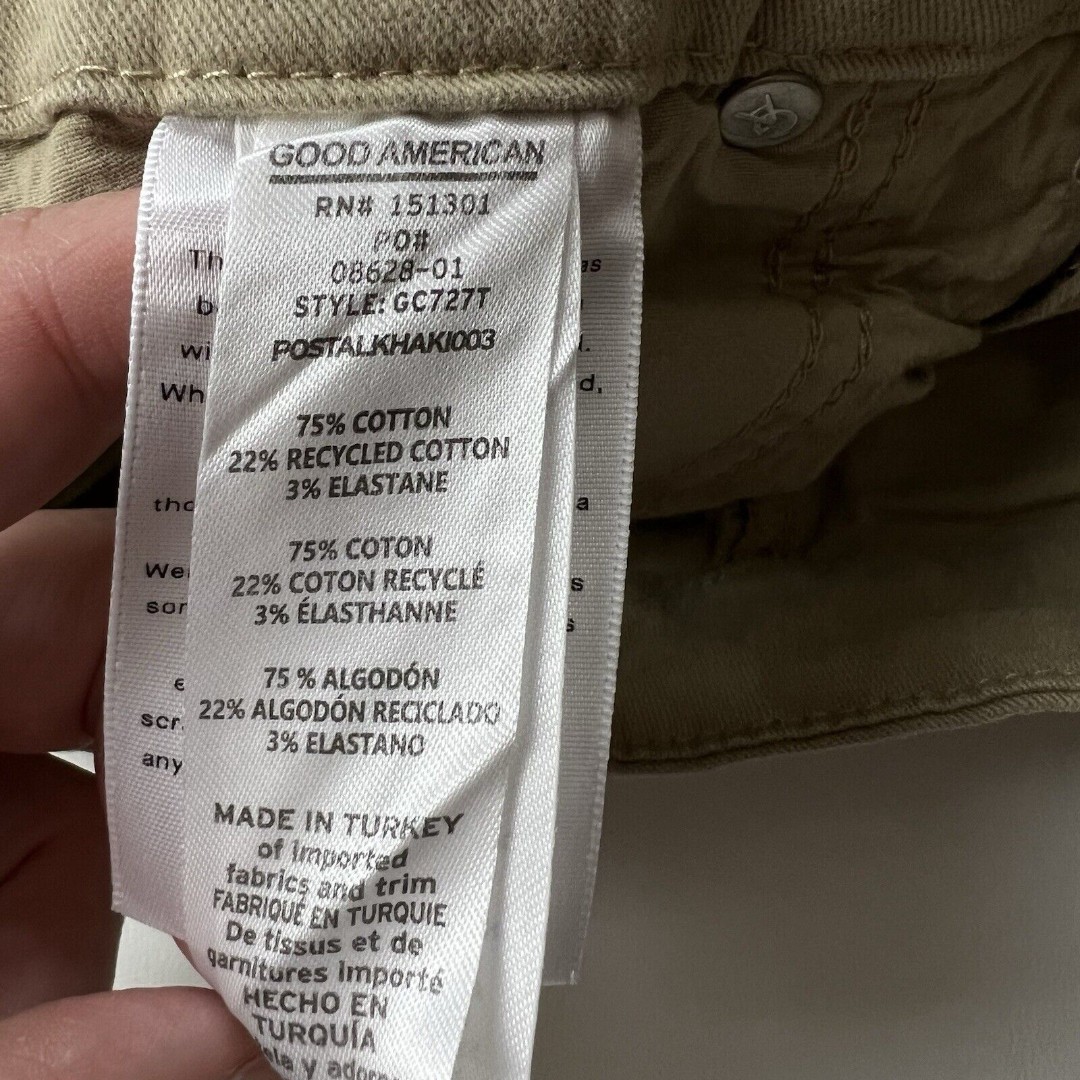 GOOD AMERICAN
RN# 151301
PO#
08628-01
STYLE: GC727T
POSTALKHAKI003
75% COTTON
22% RECYCLED COTTON
3% ELASTANE
75% COTON
22% COTON RECYCLÉ
3% ÉLASTHANNE
75 % ALGODÓN
22% ALGODÓN RECICLADO
3% ELASTANO
MADE IN TURKEY
of imported
fabrics and trim
FABRIQUÉ EN TURQUIE
De tissus et de
garnitures importé
HECHO EN
TURQUÍA
y
any